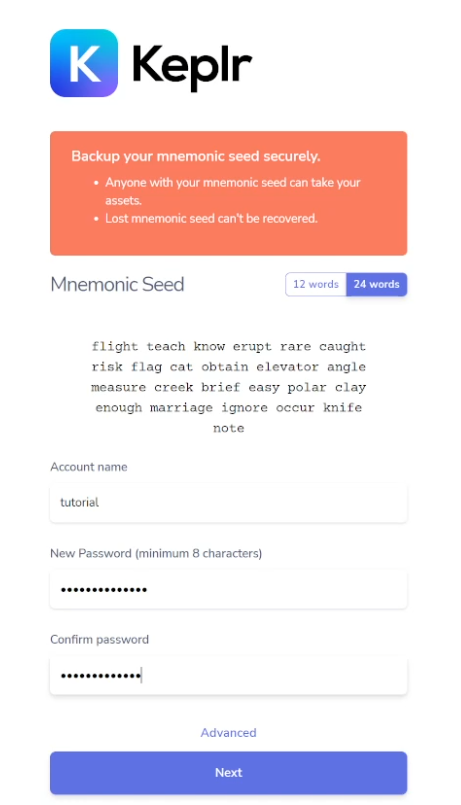 K Keplr
Backup your mnemonic seed securely.
• Anyone with your mnemonic seed can take your
assets.
• Lost mnemonic seed can't be recovered.
Mnemonic Seed 12 words 24 words
flight teach know erupt rare caught
risk flag cat obtain elevator angle
measure creek brief easy polar clay
enough marriage ignore occur knife
note
Account name
tutorial
New Password (minimum 8 characters)
Confirm password
Advanced
Next